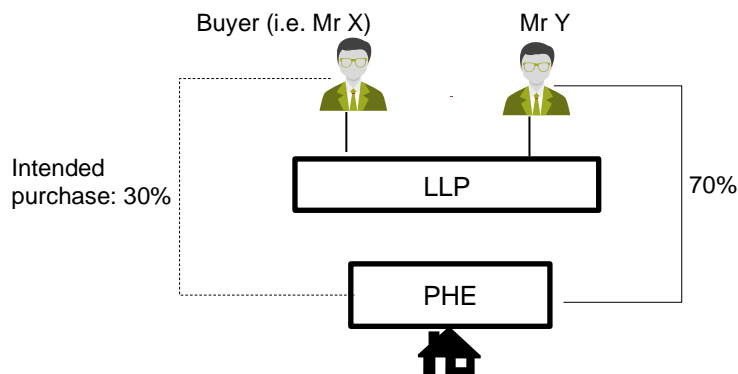 Buyer (i.e. Mr X)
Mr Y
Intended
purchase: 30%
LLP
70%
PHE